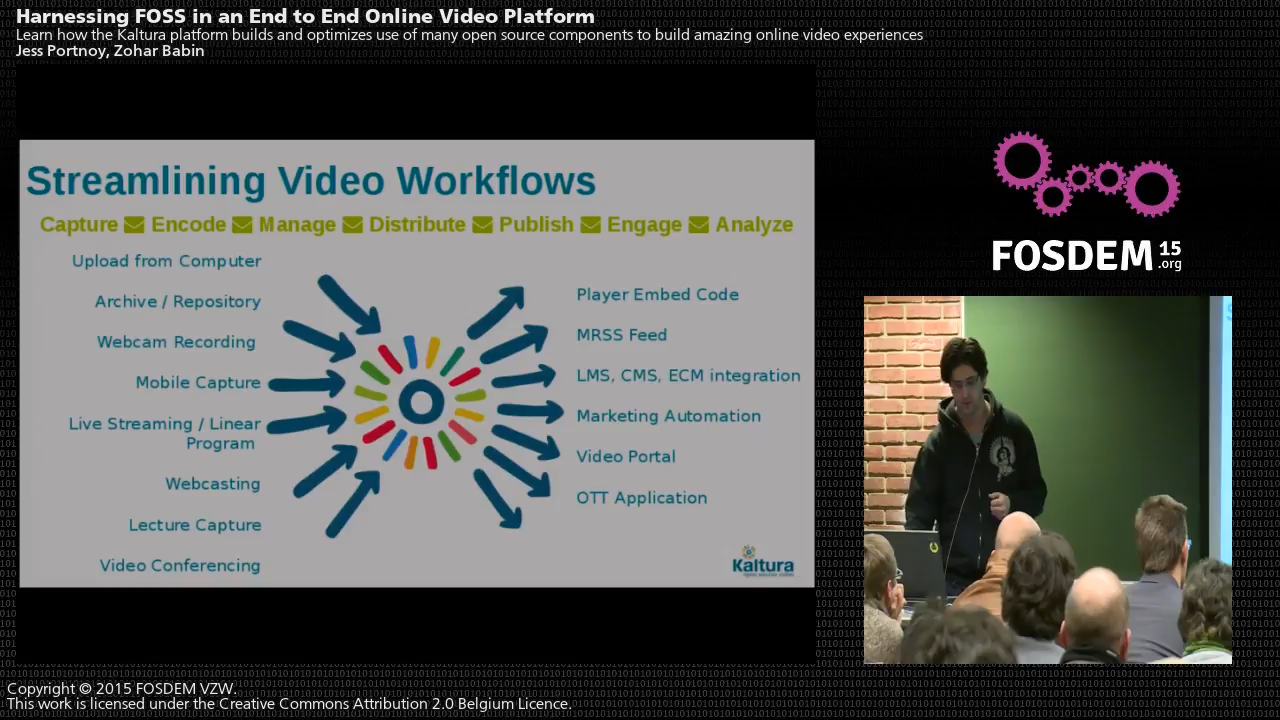 Harnessing FOSS in an End to End Online Video Platform
Learn how the Kaltura platform builds and optimizes use of many open source components to build amazing online video experiences
Jess Portnoy, Zohar Babin
Streamlining Video Workflows
Capture Encode Manage Distribute Publish Engage Analyze
Upload from Computer
Archive / Repository
Webcam Recording
Mobile Capture
Live Streaming / Linear
Program
Webcasting
Lecture Capture
Video Conferencing
Player Embed Code
MRSS Feed
LMS, CMS, ECM integration
Marketing Automation
Video Portal
OTT Application
Kaltura
FOSDEM 15
.org
Copyright © 2015 FOSDEM VZW.
This work is licensed under the Creative Commons Attribution 2.0 Belgium Licence.